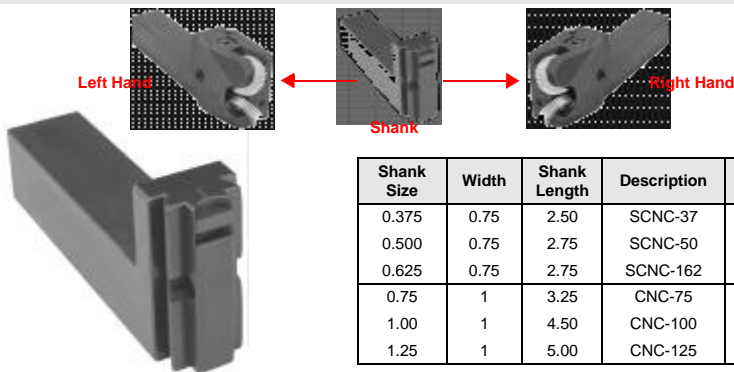 Left Hand
Right Hand
Shank
Shank Size Width Shank Length Description
0.375 0.75 2.50 SCNC-37
0.500 0.75 2.75 SCNC-50
0.625 0.75 2.75 SCNC-162
0.75 1 3.25 CNC-75
1.00 1 4.50 CNC-100
1.25 1 5.00 CNC-125